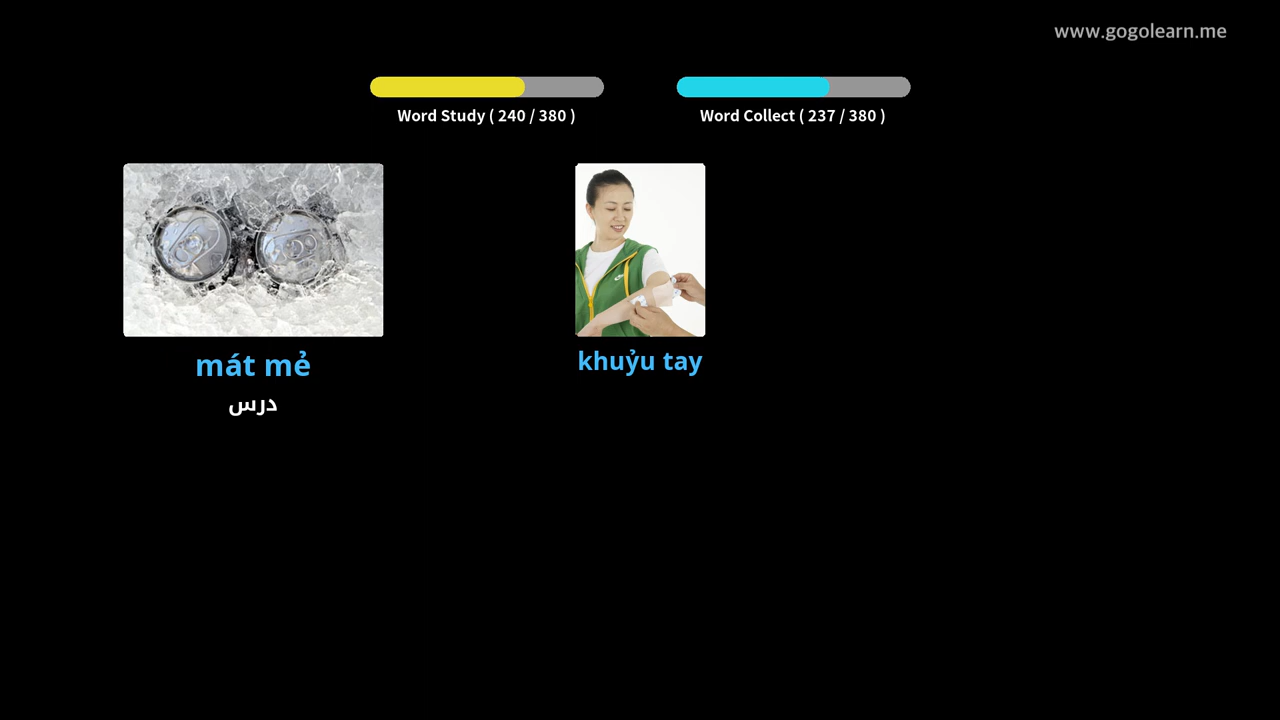 www.gogolearn.me
Word Study ( 240 / 380 )
Word Collect ( 237 / 380 )
mát mẻ
درس
khuỷu tay